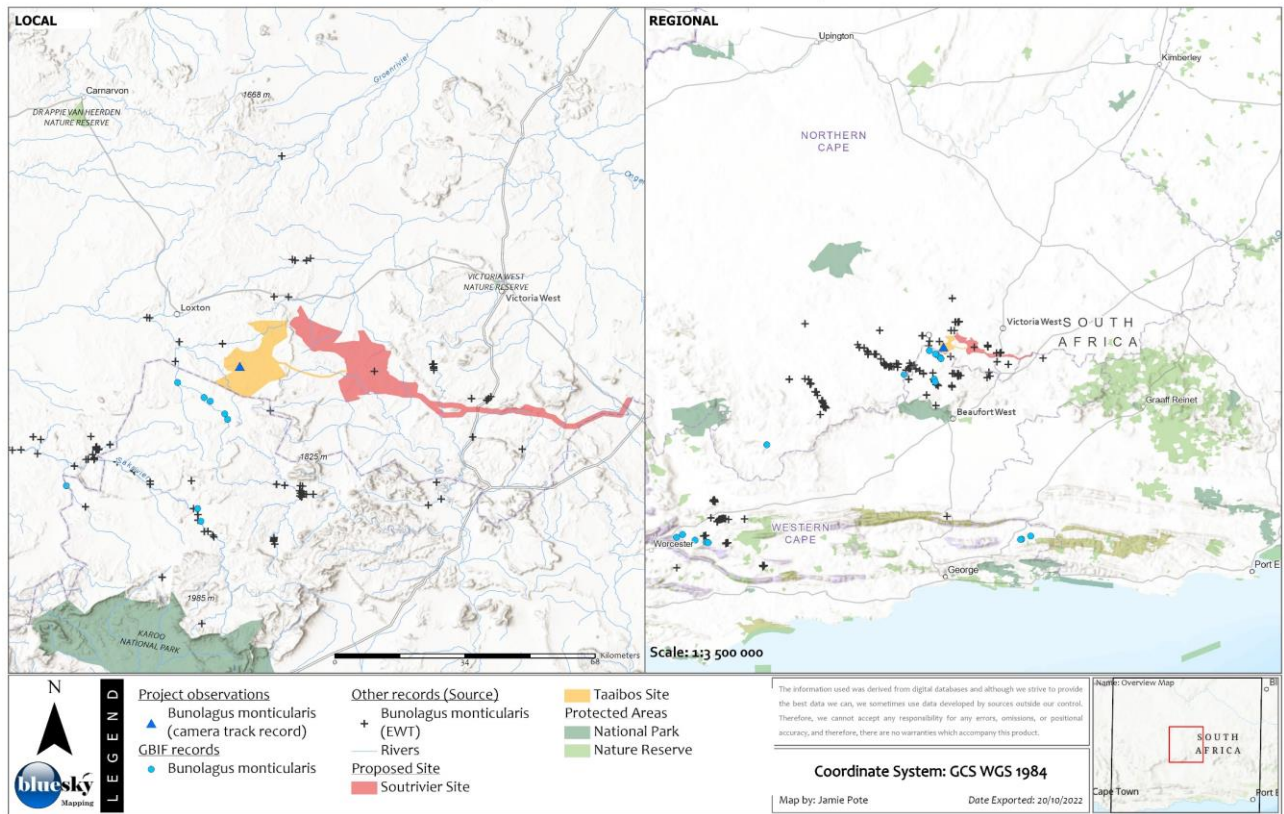 LOCAL
Carnarvon
DR APPIE VAN HEERDEN
NATURE RESERVE
1668 m
Groenrivier
VICTORIA WEST
NATURE RESERVE
Victoria West
Loxton
1825 m
1985 m
KAROO
NATIONAL PARK
Kilometers
0
34
68
REGIONAL
Upington
Kimberley
NORTHERN
CAPE
Victoria West
SOUTH
AFRICA
Graaff Reinet
Beaufort West
WESTERN
CAPE
Worcester
George
Port E
Scale: 1:3 500 000
N
bluesky
Mapping
LEGEND
Project observations
Bunolagus monticularis
(camera track record)
GBIF records
Bunolagus monticularis
Other records (Source)
Bunolagus monticularis
(EWT)
Rivers
Proposed Site
Soutrivier Site
Taaibos Site
Protected Areas
National Park
Nature Reserve
The information used was derived from digital databases and although we strive to provide
the best data we can, we sometimes use data developed by sources outside our control.
Therefore, we cannot accept any responsibility for any errors, omissions, or positional
accuracy, and therefore, there are no warranties which accompany this product.
Coordinate System: GCS WGS 1984
Map by: Jamie Pote
Date Exported: 20/10/2022
Name: Overview Map
Bl
SOUTH
AFRICA
Cape Town
Port E